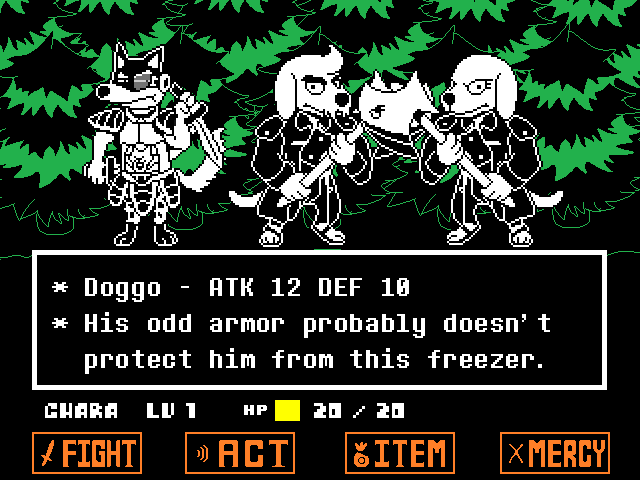 * Doggo - ATK 12 DEF 10
* His odd armor probably doesn't
protect him from this freezer.
CHARA LV 1 HP 20 / 20
FIGHT ACT ITEM MERCY